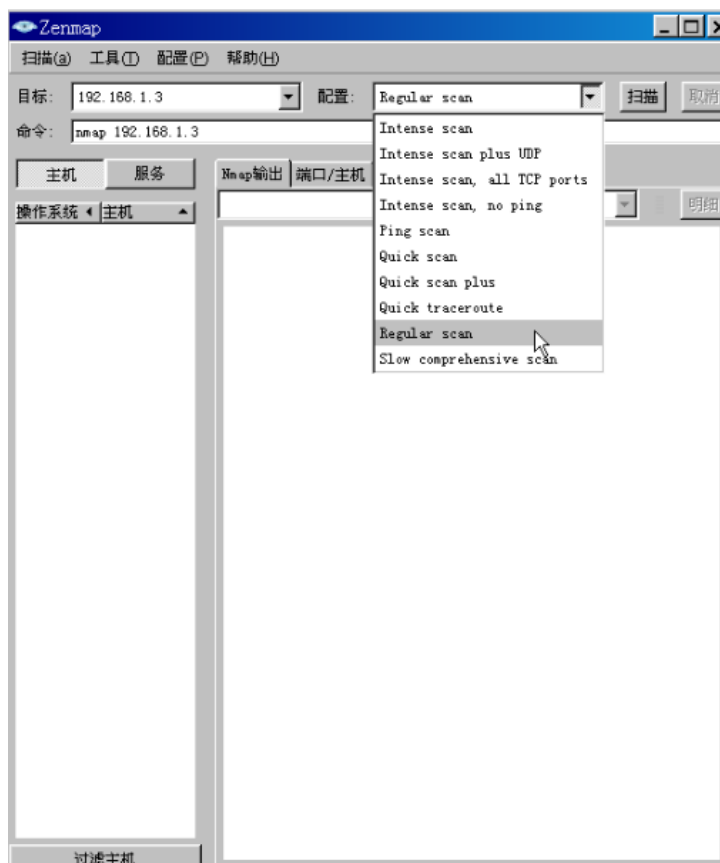 Zenmap
扫描(a) 工具(T) 配置(P) 帮助(H)
目标: 192.168.1.3 配置: Regular scan 扫描 取消
命令: nmap 192.168.1.3
主机 服务 Nmap输出 端口/主机
操作系统 主机 明细
Intense scan
Intense scan plus UDP
Intense scan, all TCP ports
Intense scan, no ping
Ping scan
Quick scan
Quick scan plus
Quick traceroute
Regular scan
Slow comprehensive scan
过滤主机